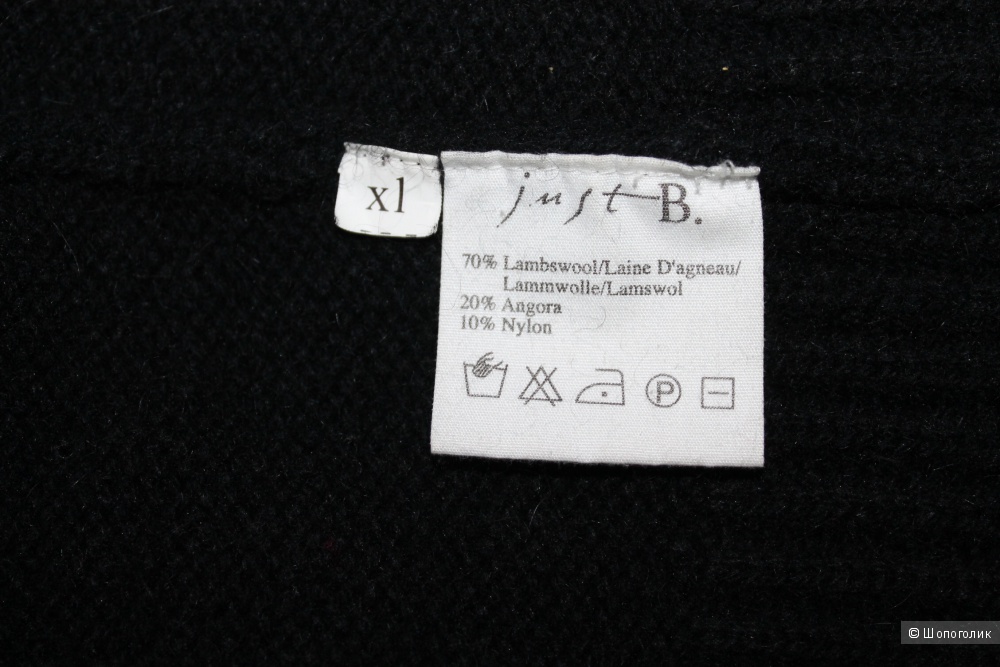 xl
just B.
70% Lambswool/Laine D'agneau/
Lammwolle/Lamswol
20% Angora
10% Nylon
P
© Шопоголик